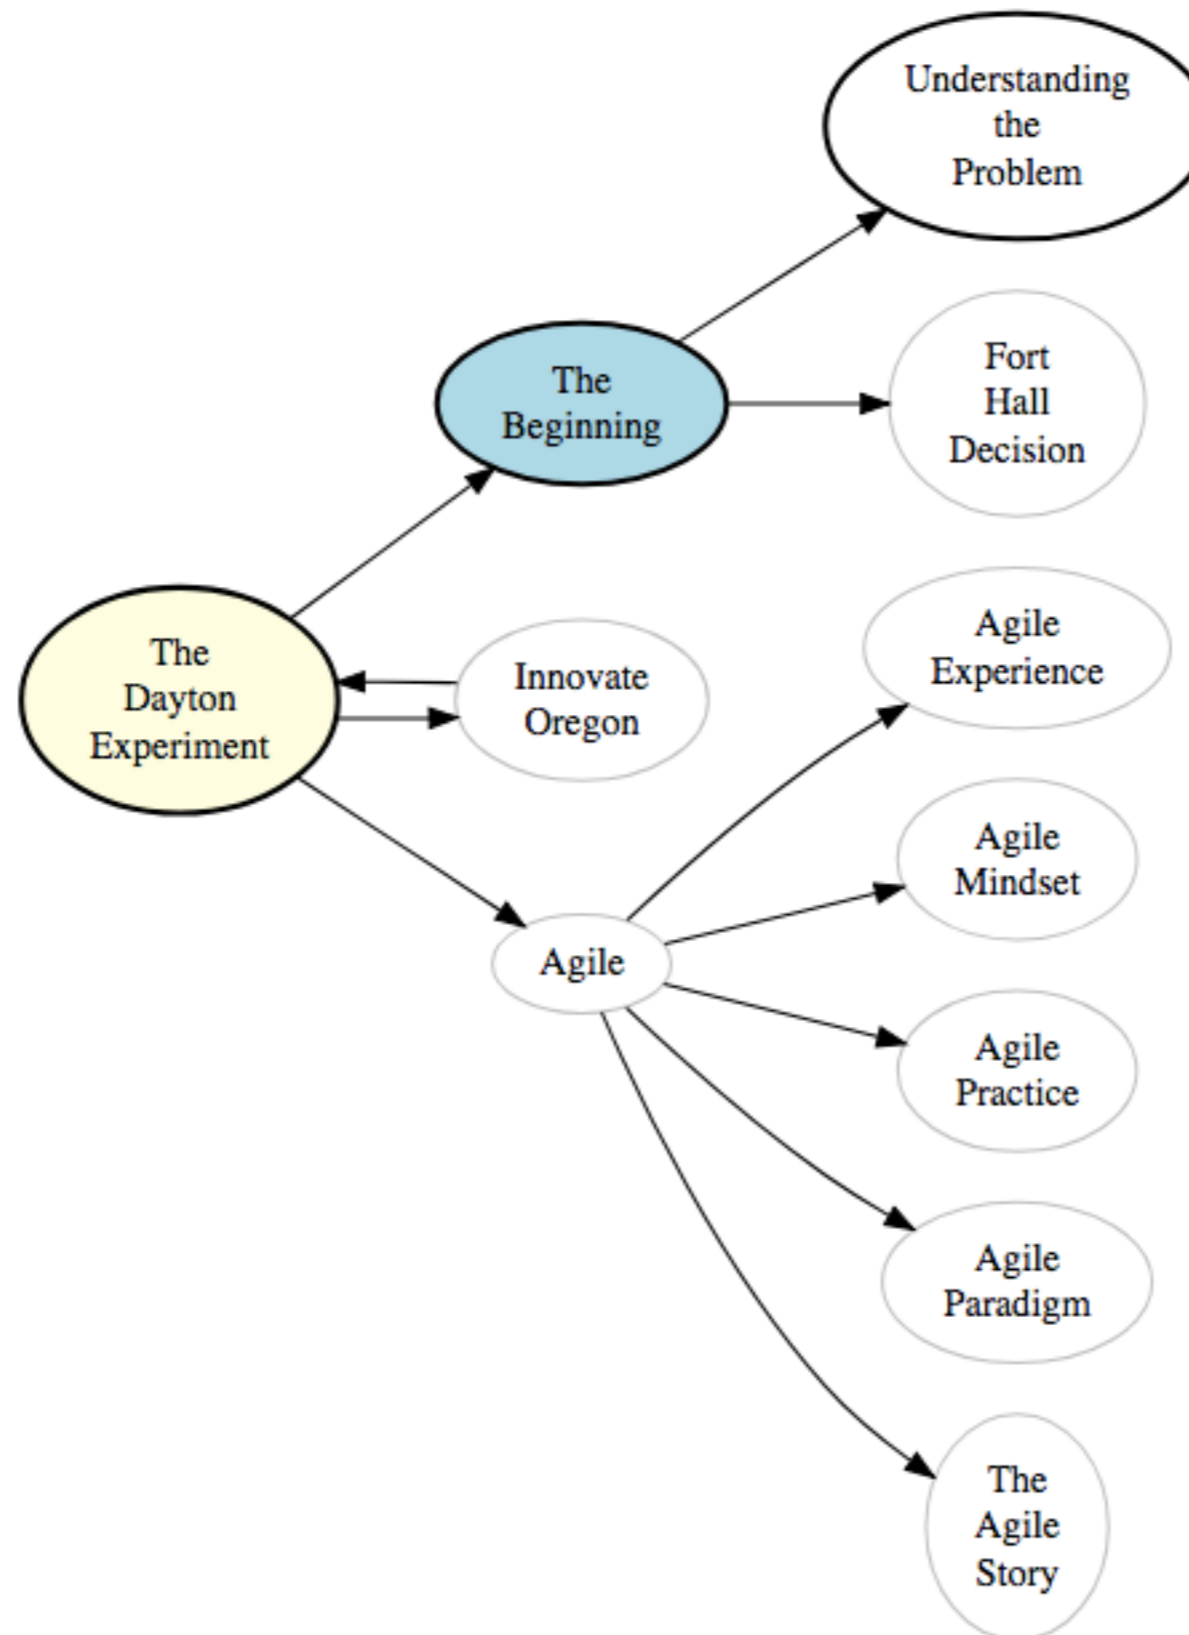 Understanding
the
Problem
The
Beginning
Fort
Hall
Decision
The
Dayton
Experiment
Innovate
Oregon
Agile
Experience
Agile
Mindset
Agile
Agile
Practice
Agile
Paradigm
The
Agile
Story